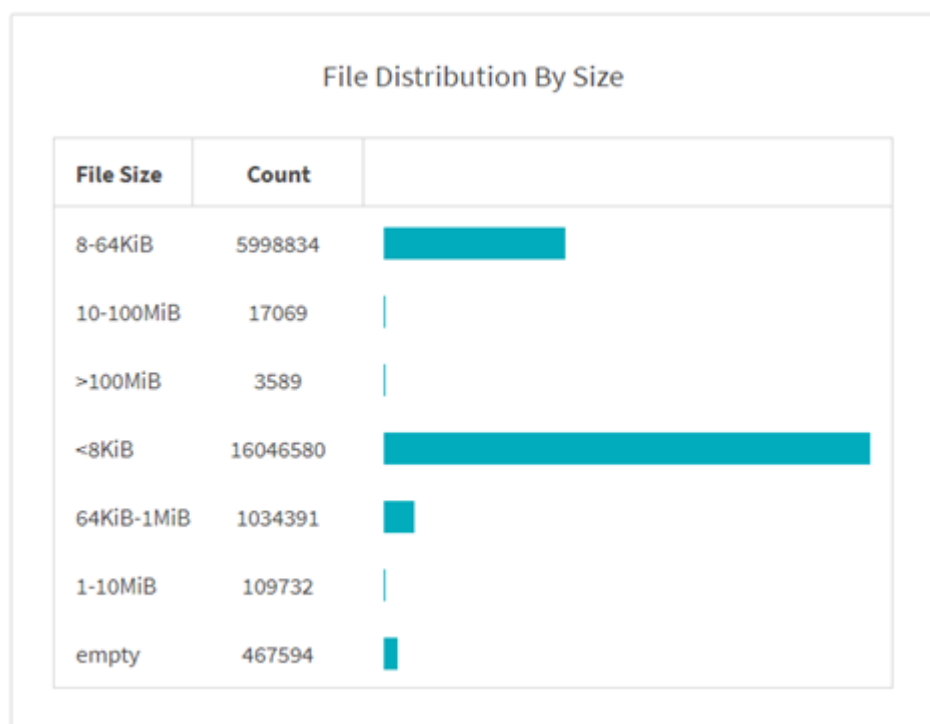 File Distribution By Size
File Size Count
8-64KiB 5998834
10-100MiB 17069
>100MiB 3589
<8KiB 16046580
64KiB-1MiB 1034391
1-10MiB 109732
empty 467594